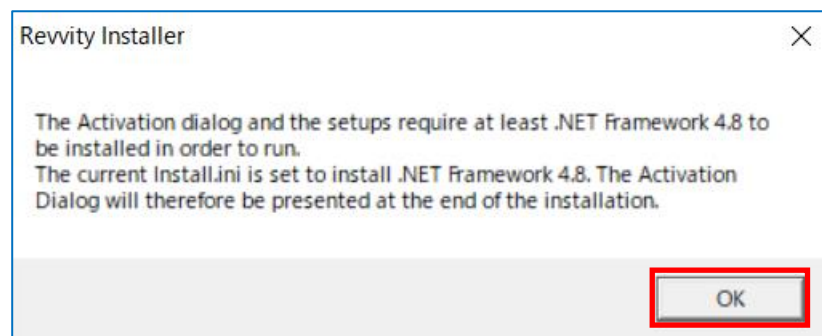 Revvity Installer
The Activation dialog and the setups require at least .NET Framework 4.8 to
be installed in order to run.
The current Install.ini is set to install .NET Framework 4.8. The Activation
Dialog will therefore be presented at the end of the installation.
OK